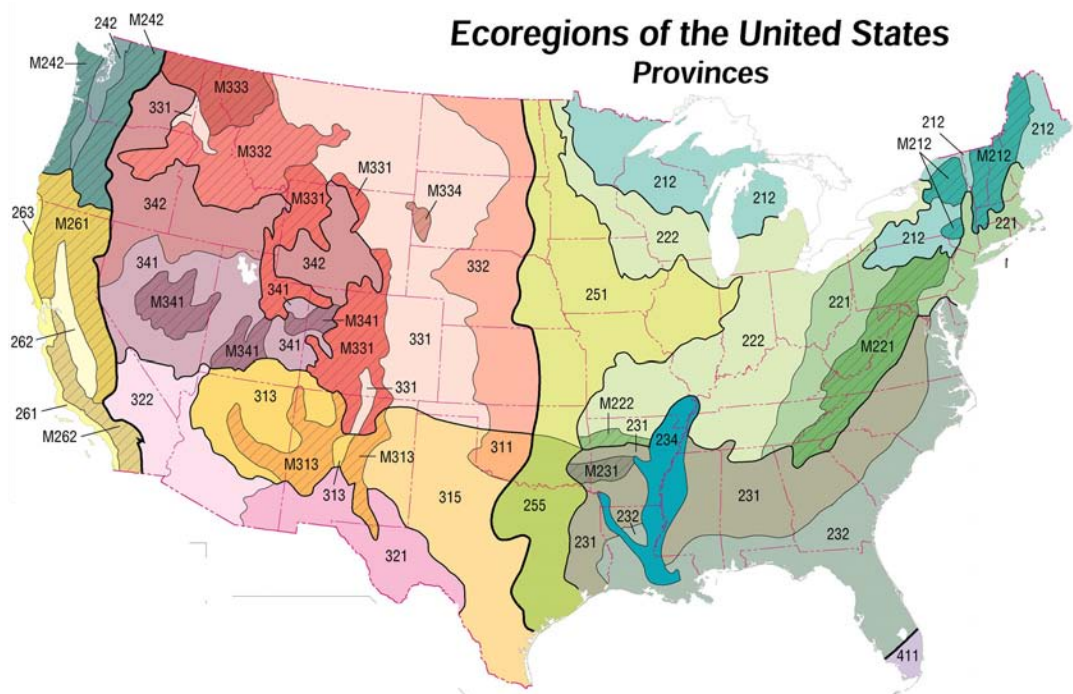 Ecoregions of the United States
Provinces
242
M242
M242
M333
331
212
M212
212
M212
M332
M331
M331
M334
212
212
342
263
M261
221
212
222
342
332
341
341
251
221
M341
M341
222
M221
262
M341
341
M331
331
331
322
313
M222
231
234
261
M262
M313
311
M313
M231
313
315
255
231
232
231
232
321
411